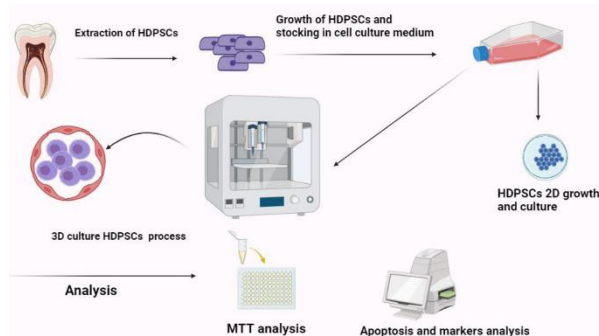 Extraction of HDPSCs
Growth of HDPSCs and
stocking in cell culture medium
HDPSCs 2D growth
and culture
3D culture HDPSCs process
Analysis
MTT analysis
Apoptosis and markers analysis